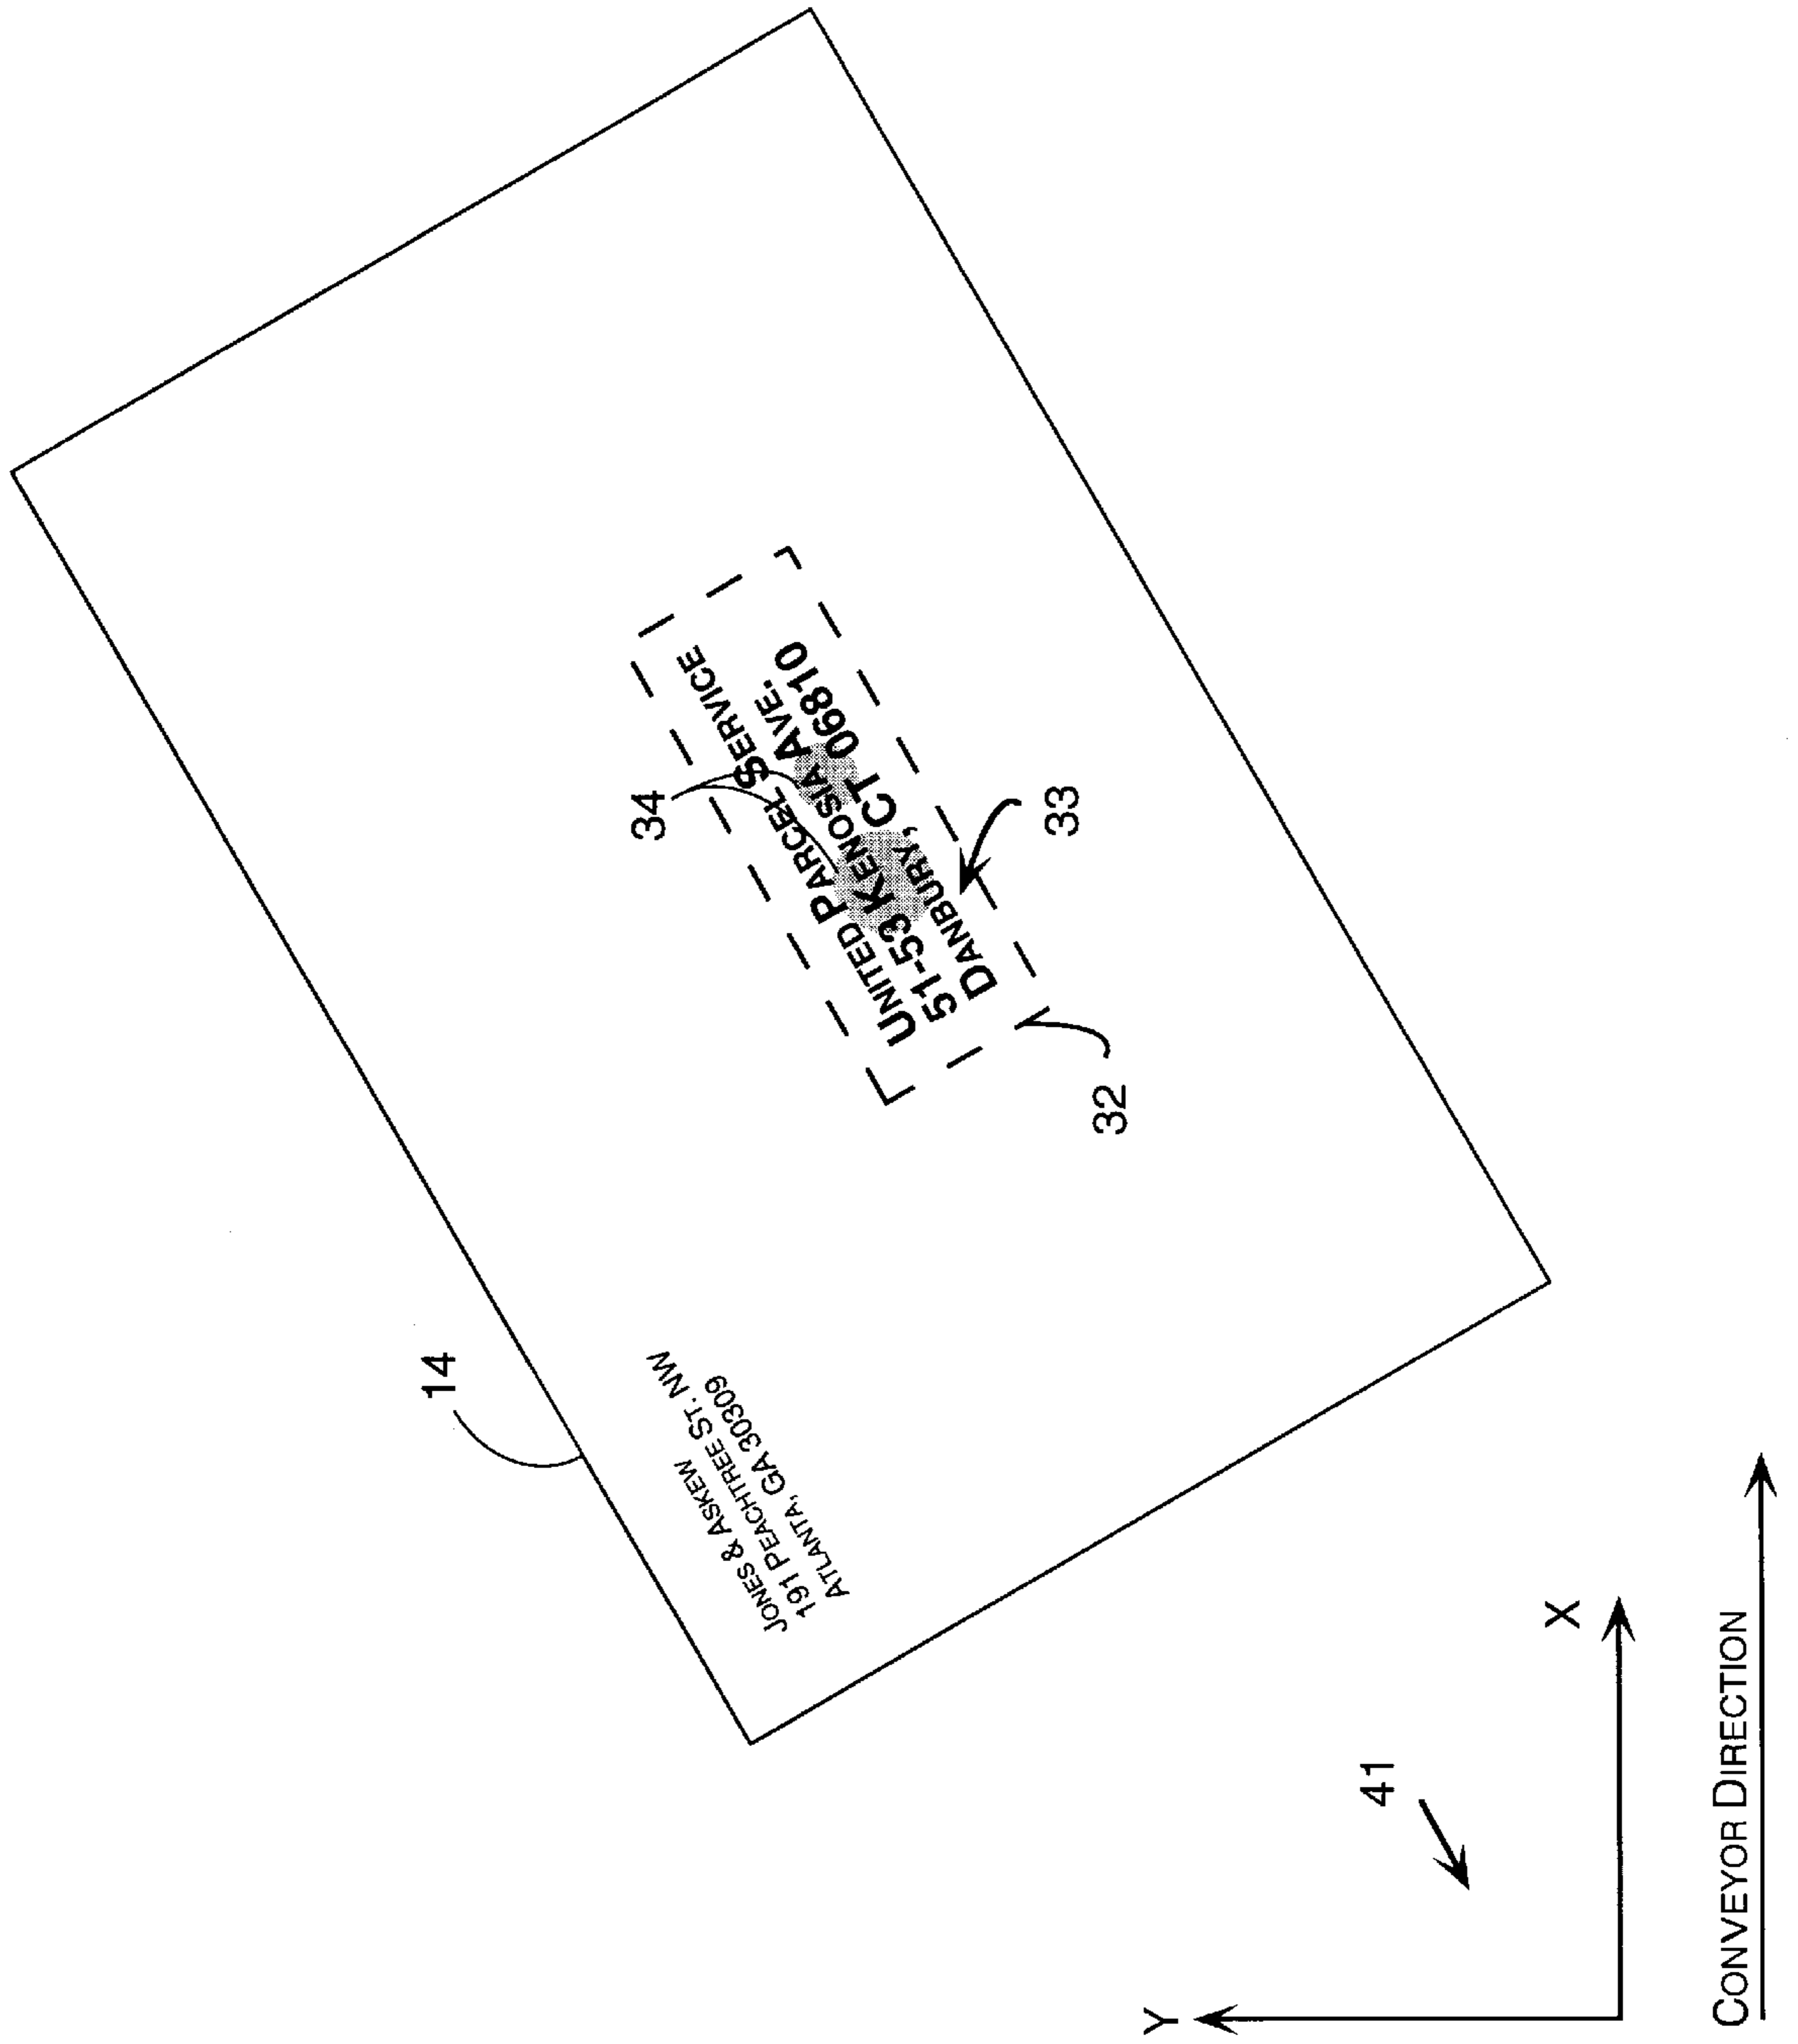 14
JONES & ASKEW
191 PEACHTREE ST. NW
ATLANTA, GA 30309
34
UNITED PARCEL SERVICE
51-53 KENOSIA AVE.
DANBURY, CT 06810
33
32
41
Y
X
CONVEYOR DIRECTION